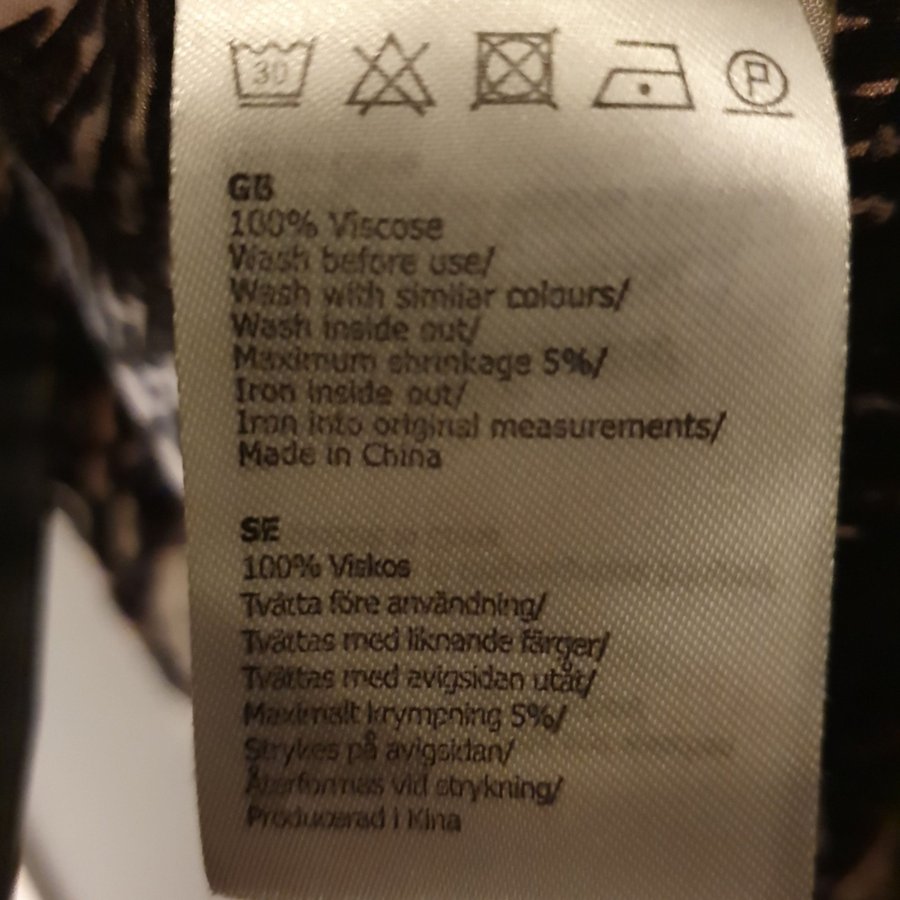 30
P
GB
100% Viscose
Wash before use/
Wash with similar colours/
Wash inside out/
Maximum shrinkage 5%/
Iron inside out/
Iron into original measurements/
Made in China
SE
100% Viskos
Tvätta före användning/
Tvättas med liknande färger/
Tvättas med avigsidan utåt/
Maximalt krympning 5%/
Strykes på avigsidan/
Återformas vid strykning/
Producerad i Kina